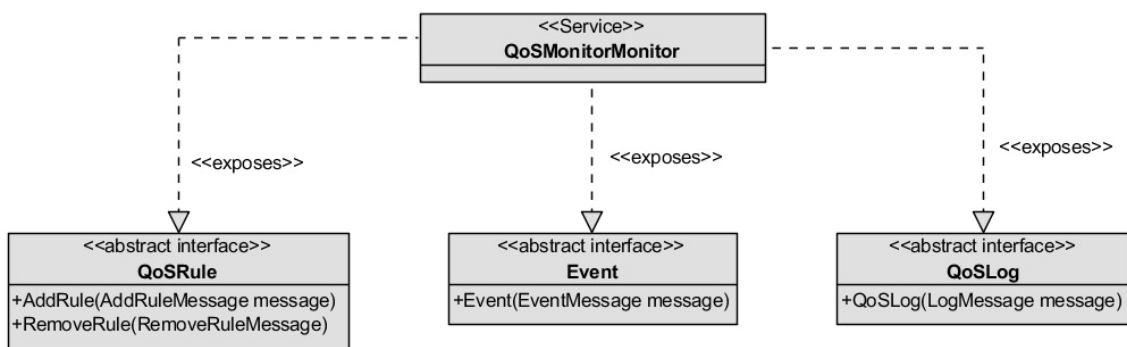 <<Service>>
QoSMonitorMonitor
<<exposes>>
<<exposes>>
<<exposes>>
<<abstract interface>>
QoSRule
+AddRule(AddRuleMessage message)
+RemoveRule(RemoveRuleMessage)
<<abstract interface>>
Event
+Event(EventMessage message)
<<abstract interface>>
QoSLog
+QoSLog(LogMessage message)